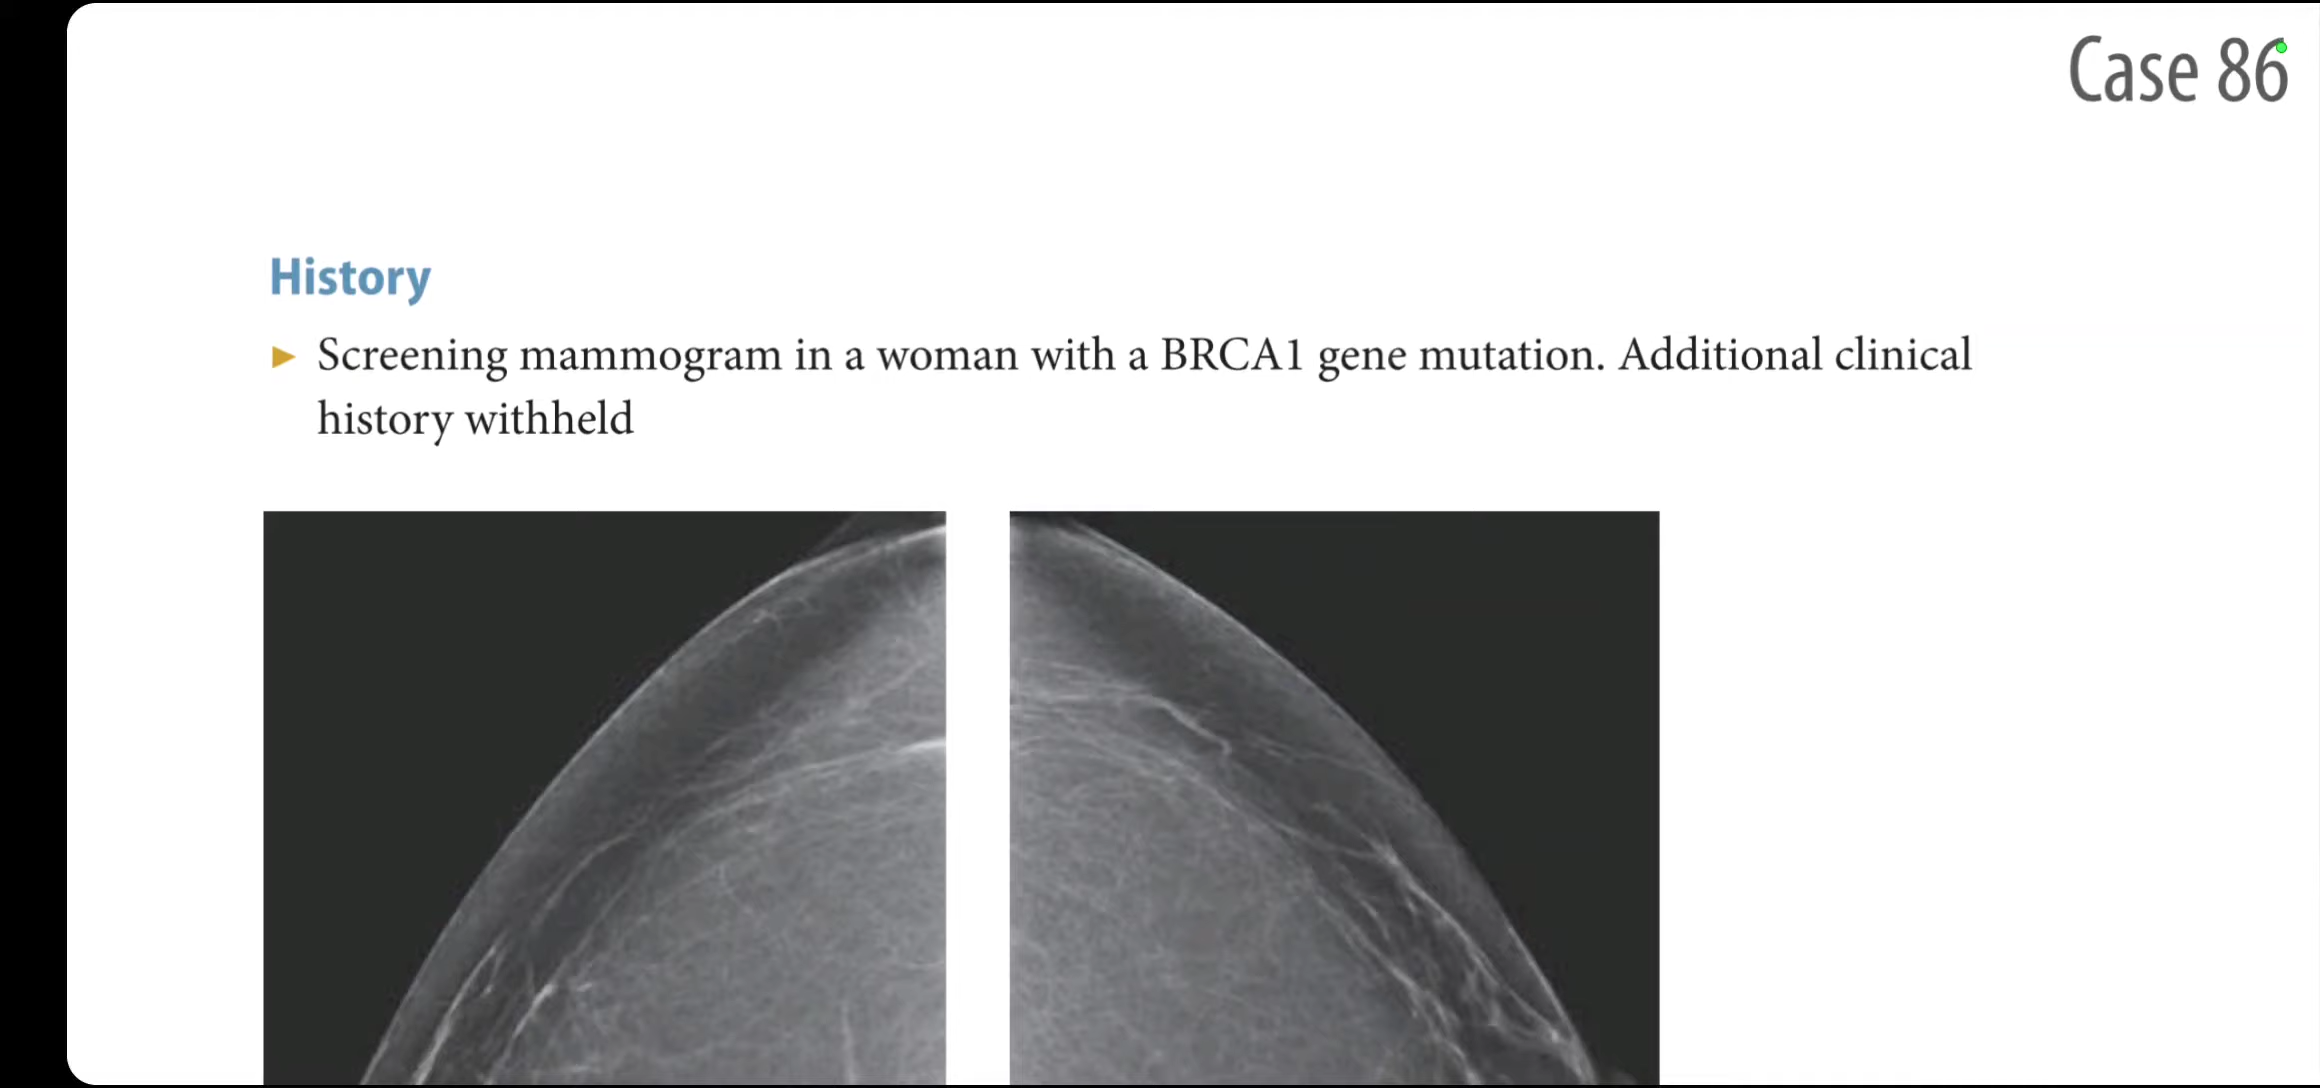 Case 86
History
► Screening mammogram in a woman with a BRCA1 gene mutation. Additional clinical
history withheld